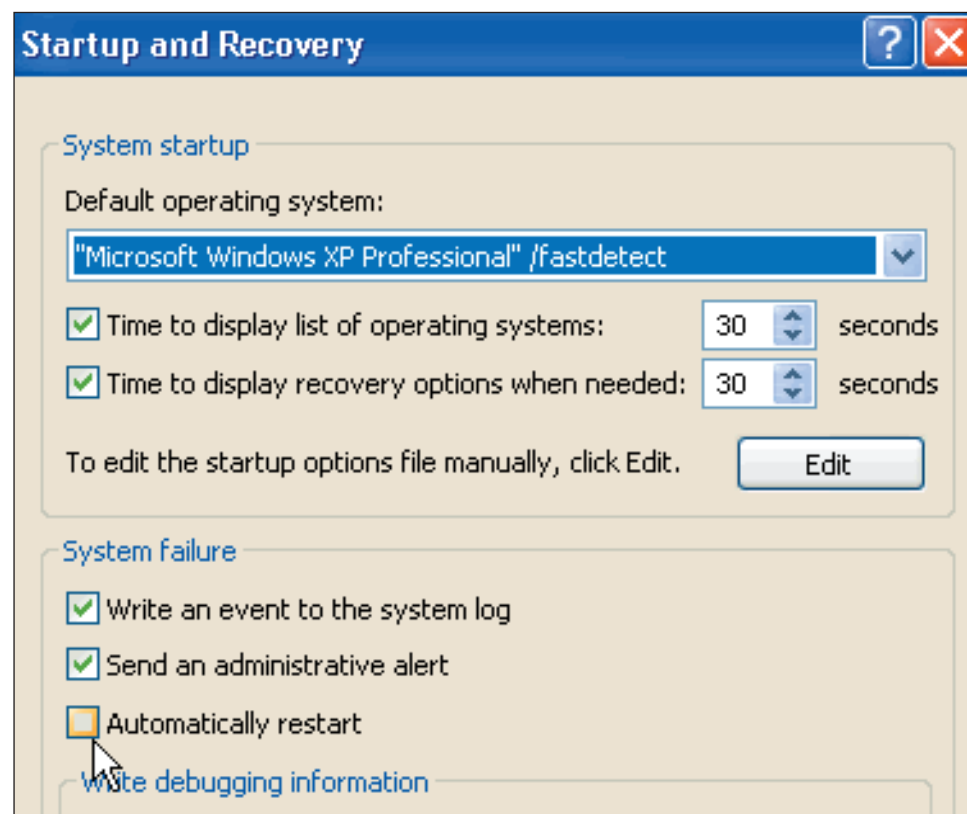 Startup and Recovery
System startup
Default operating system:
"Microsoft Windows XP Professional" /fastdetect
Time to display list of operating systems: 30 seconds
Time to display recovery options when needed: 30 seconds
To edit the startup options file manually, click Edit. Edit
System failure
Write an event to the system log
Send an administrative alert
Automatically restart
Write debugging information